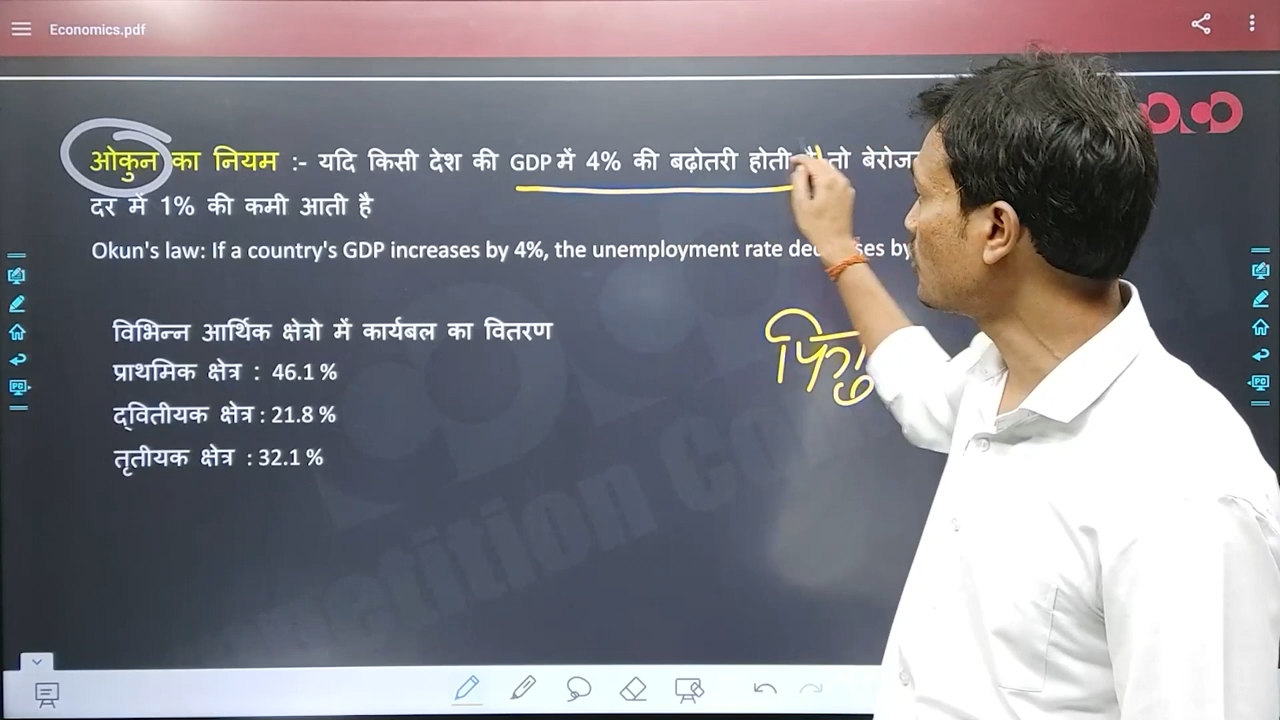 Economics.pdf
ओकुन का नियम :- यदि किसी देश की GDP में 4% की बढ़ोतरी होती है तो
दर में 1% की कमी आती है
Okun's law: If a country's GDP increases by 4%, the unemployment rate by
विभिन्न आर्थिक क्षेत्रो में कार्यबल का वितरण
प्राथमिक क्षेत्र : 46.1 %
द्वितीयक क्षेत्र : 21.8 %
तृतीयक क्षेत्र : 32.1 %